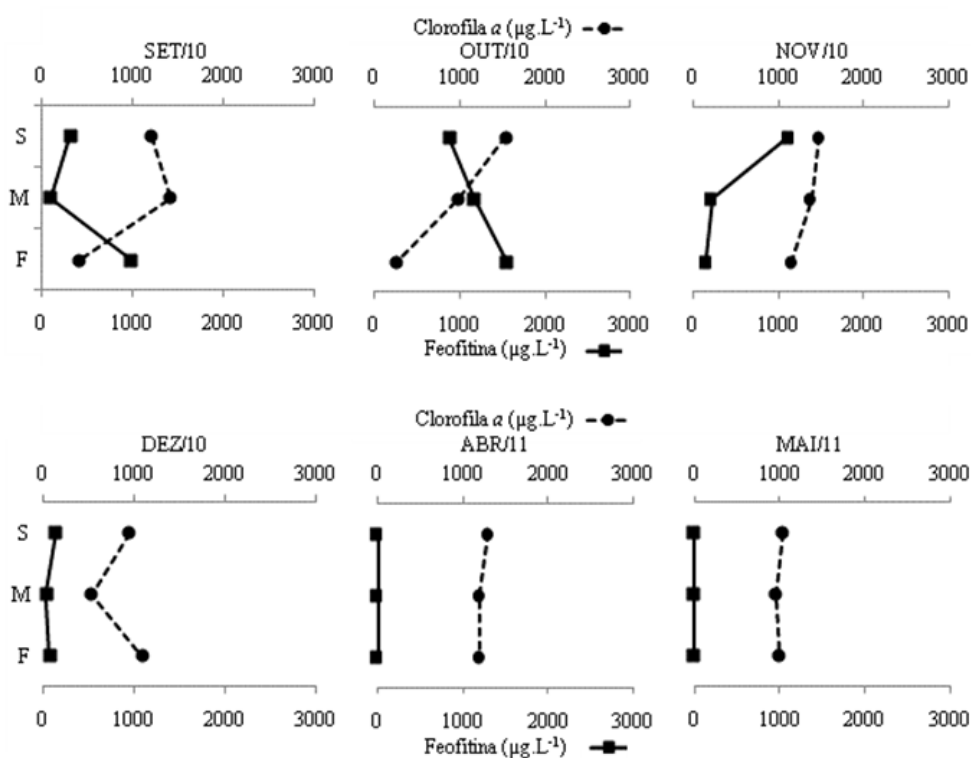 Clorofila a (µg.L-1)
SET/10 OUT/10 NOV/10
0 1000 2000 3000 0 1000 2000 3000 0 1000 2000 3000
S
M
F
0 1000 2000 3000 0 1000 2000 3000 0 1000 2000 3000
Feofitina (µg.L-1)
Clorofila a (µg.L-1)
DEZ/10 ABR/11 MAI/11
0 1000 2000 3000 0 1000 2000 3000 0 1000 2000 3000
S
M
F
0 1000 2000 3000 0 1000 2000 3000 0 1000 2000 3000
Feofitina (µg.L-1)